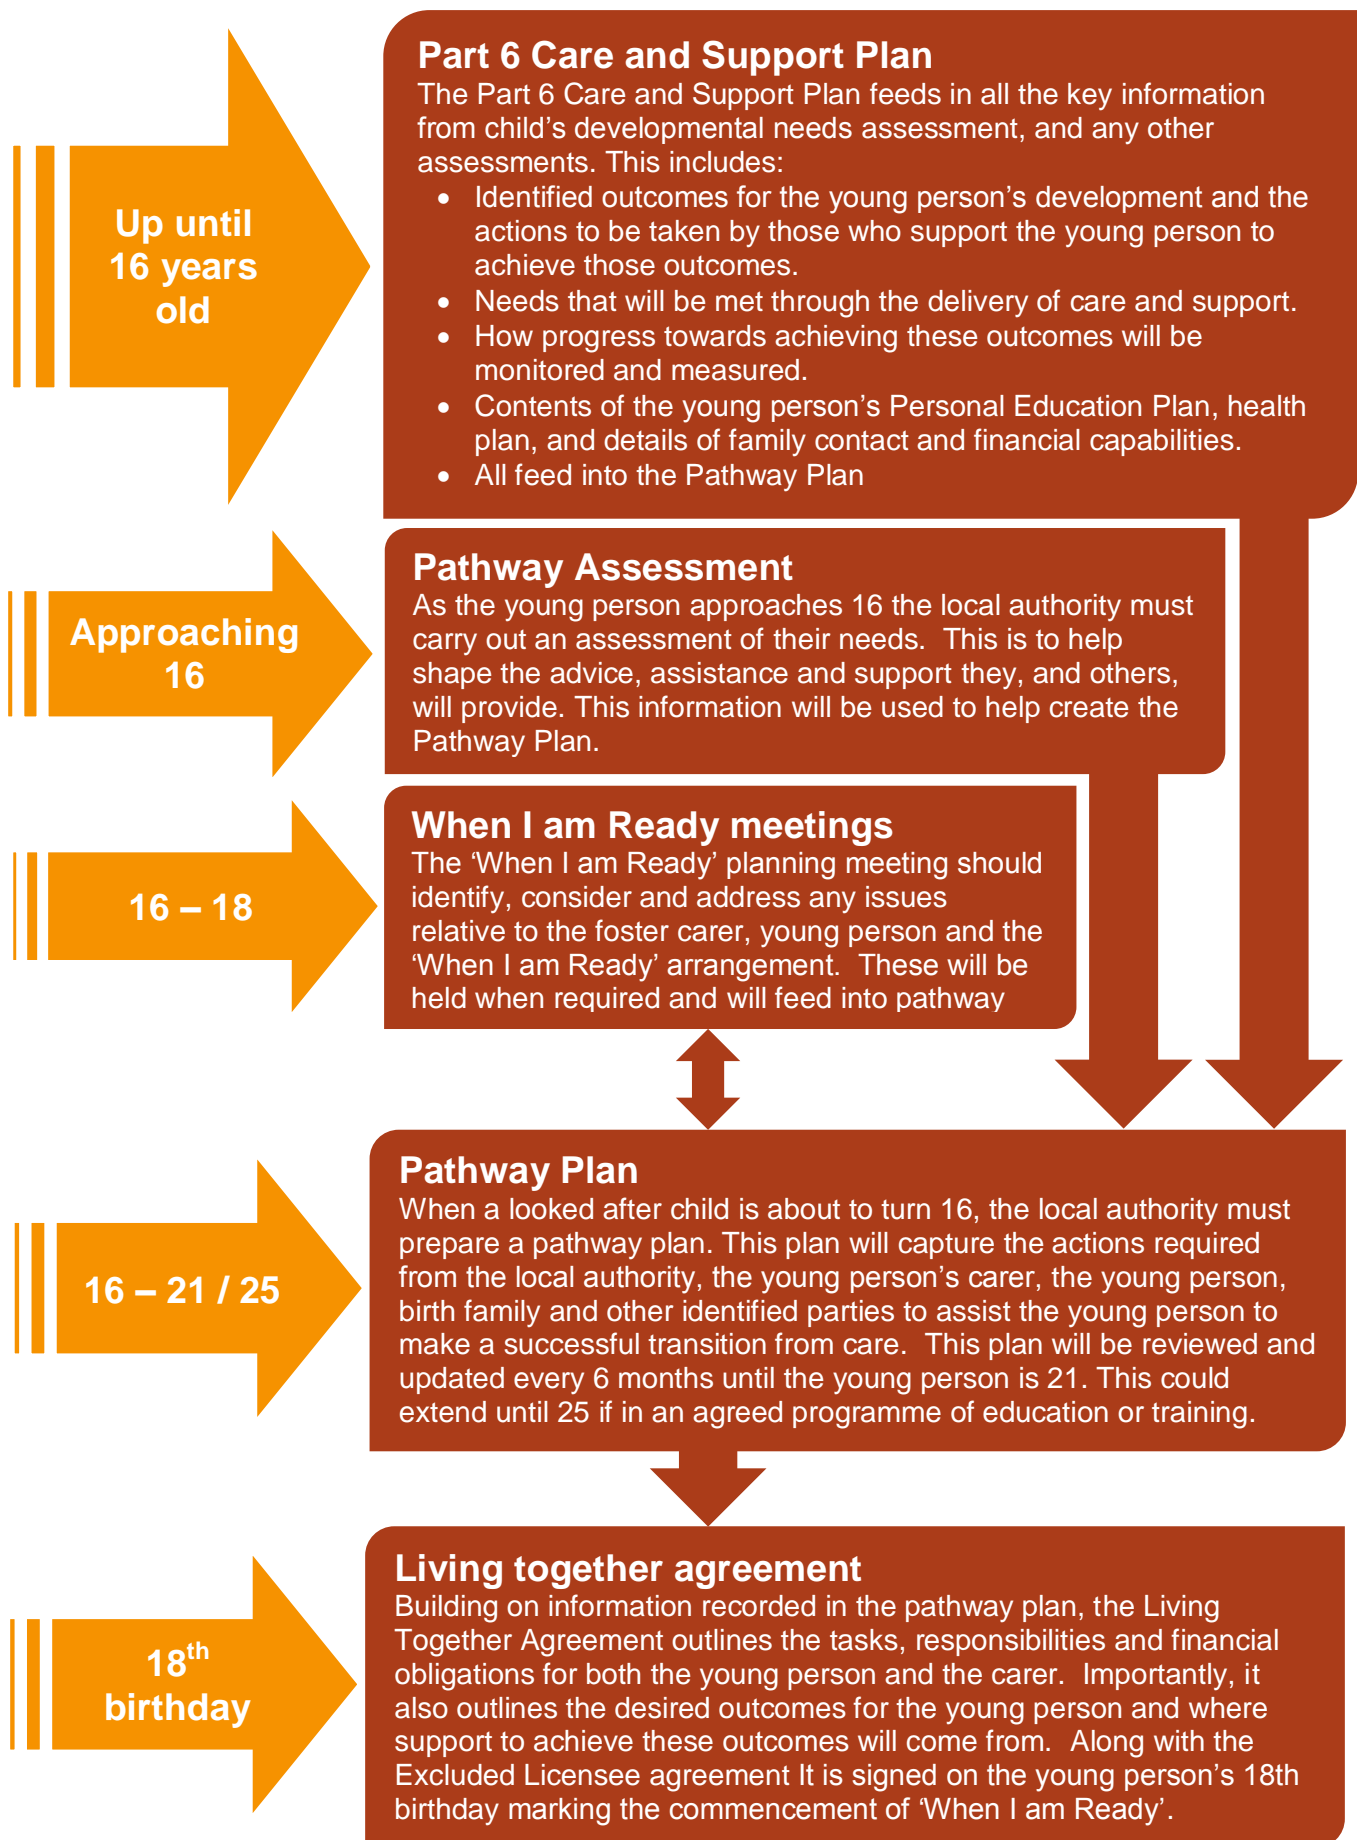 Up until
16 years
old
Part 6 Care and Support Plan
The Part 6 Care and Support Plan feeds in all the key information
from child’s developmental needs assessment, and any other
assessments. This includes:
• Identified outcomes for the young person’s development and the
actions to be taken by those who support the young person to
achieve those outcomes.
• Needs that will be met through the delivery of care and support.
• How progress towards achieving these outcomes will be
monitored and measured.
• Contents of the young person’s Personal Education Plan, health
plan, and details of family contact and financial capabilities.
• All feed into the Pathway Plan
Approaching
16
Pathway Assessment
As the young person approaches 16 the local authority must
carry out an assessment of their needs.  This is to help
shape the advice, assistance and support they, and others,
will provide. This information will be used to help create the
Pathway Plan.
16 – 18
When I am Ready meetings
The ‘When I am Ready’ planning meeting should
identify, consider and address any issues
relative to the foster carer, young person and the
‘When I am Ready’ arrangement.  These will be
held when required and will feed into pathway
16 – 21 / 25
Pathway Plan
When a looked after child is about to turn 16, the local authority must
prepare a pathway plan. This plan will capture the actions required
from the local authority, the young person’s carer, the young person,
birth family and other identified parties to assist the young person to
make a successful transition from care.  This plan will be reviewed and
updated every 6 months until the young person is 21. This could
extend until 25 if in an agreed programme of education or training.
18th
birthday
Living together agreement
Building on information recorded in the pathway plan, the Living
Together Agreement outlines the tasks, responsibilities and financial
obligations for both the young person and the carer.  Importantly, it
also outlines the desired outcomes for the young person and where
support to achieve these outcomes will come from.  Along with the
Excluded Licensee agreement It is signed on the young person’s 18th
birthday marking the commencement of ‘When I am Ready’.